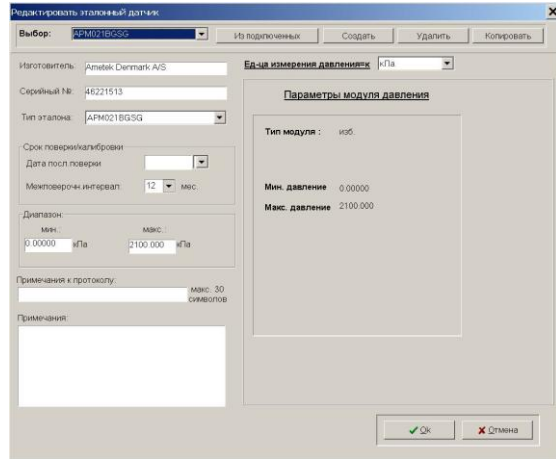 Редактировать эталонный датчик
Выбор: APM021BGSG Из подключенных Создать Удалить Копировать
Изготовитель: Ametek Denmark A/S Ед-ца измерения давления=к кПа
Серийный №: 46221513 Параметры модуля давления
Тип эталона: APM021BGSG
Тип модуля : изб.
Срок поверки/калибровки
Дата посл.поверки
Межповерочн.интервал: 12 мес. Мин. давление 0.00000
Макс. давление 2100.000
Диапазон:
мин.: макс.:
0.00000 кПа 2100.000 кПа
Примечания к протоколу:
макс. 30
символов
Примечания:
Ok Отмена